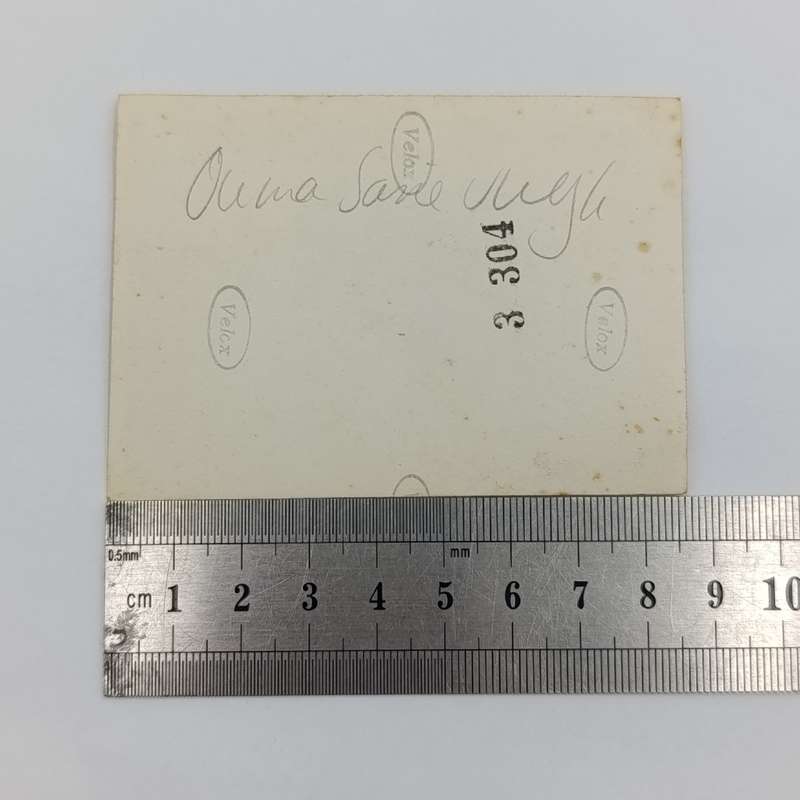 Velox
Ouma Sarie
3 304
Velox
Velox
0.5mm
mm
cm 1 2 3 4 5 6 7 8 9 10